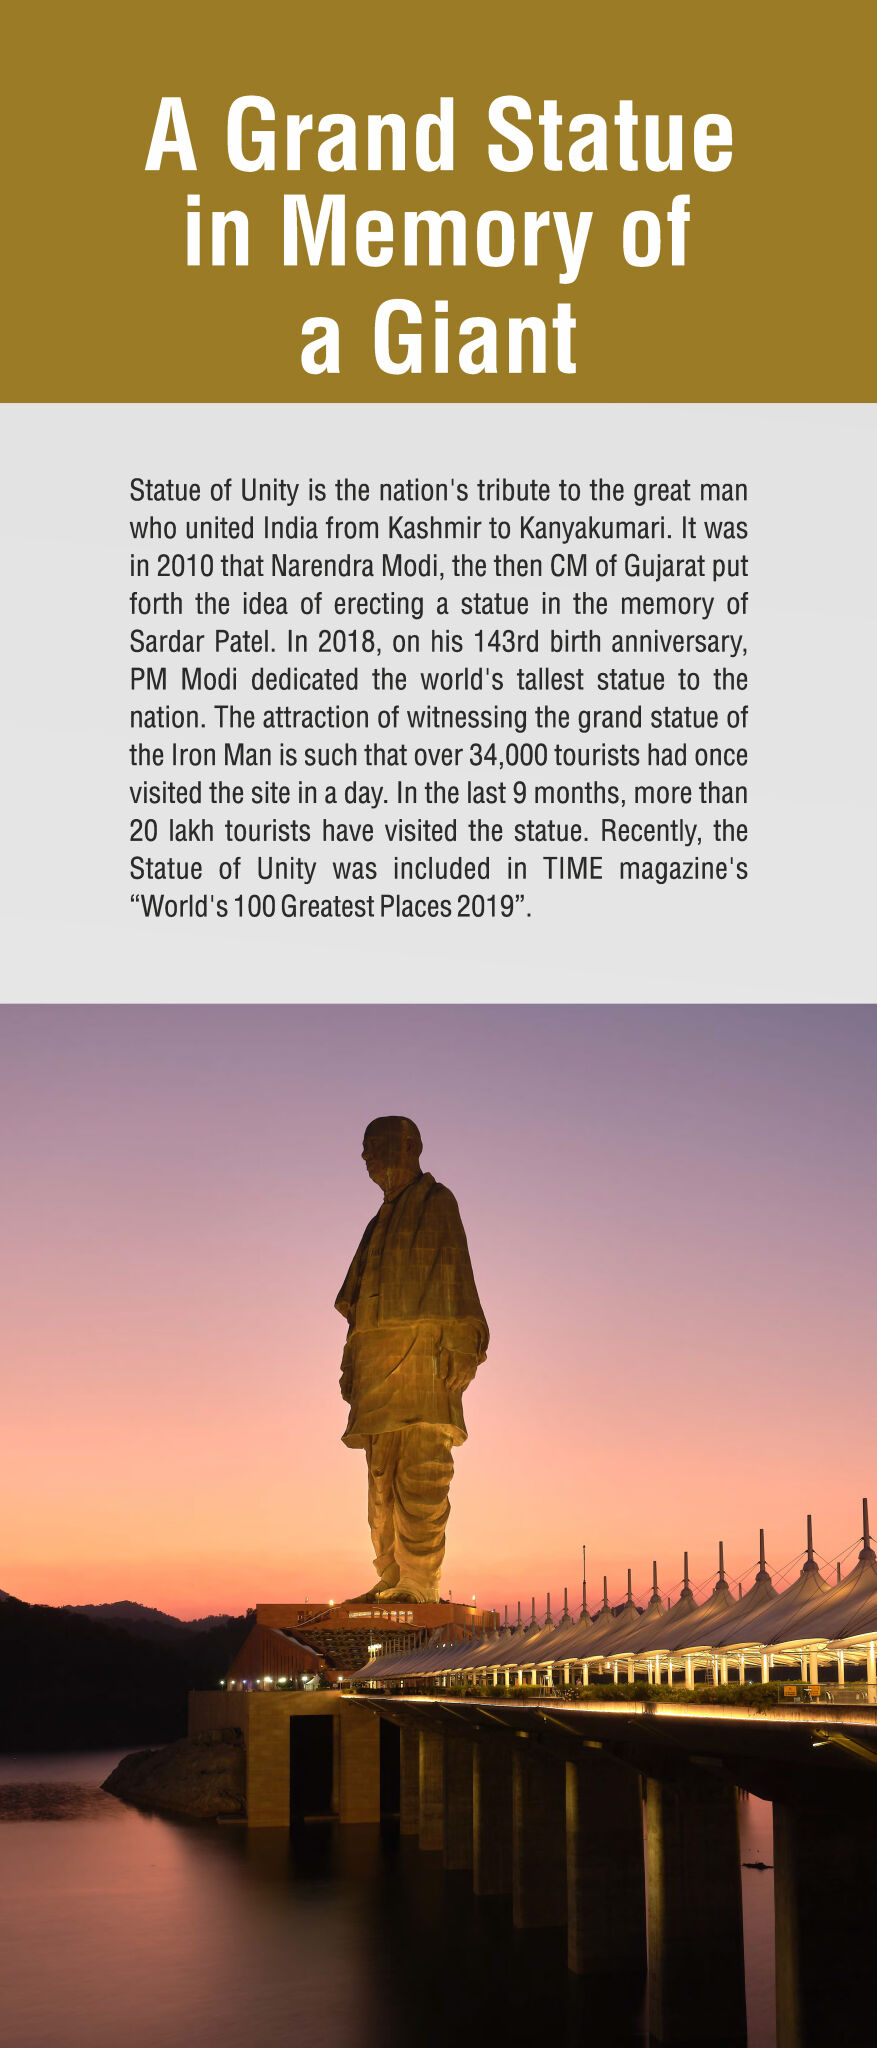 A Grand Statue
in Memory of
a Giant
Statue of Unity is the nation's tribute to the great man
who united India from Kashmir to Kanyakumari. It was
in 2010 that Narendra Modi, the then CM of Gujarat put
forth the idea of erecting a statue in the memory of
Sardar Patel. In 2018, on his 143rd birth anniversary,
PM Modi dedicated the world's tallest statue to the
nation. The attraction of witnessing the grand statue of
the Iron Man is such that over 34,000 tourists had once
visited the site in a day. In the last 9 months, more than
20 lakh tourists have visited the statue. Recently, the
Statue of Unity was included in TIME magazine's
“World's 100 Greatest Places 2019”.